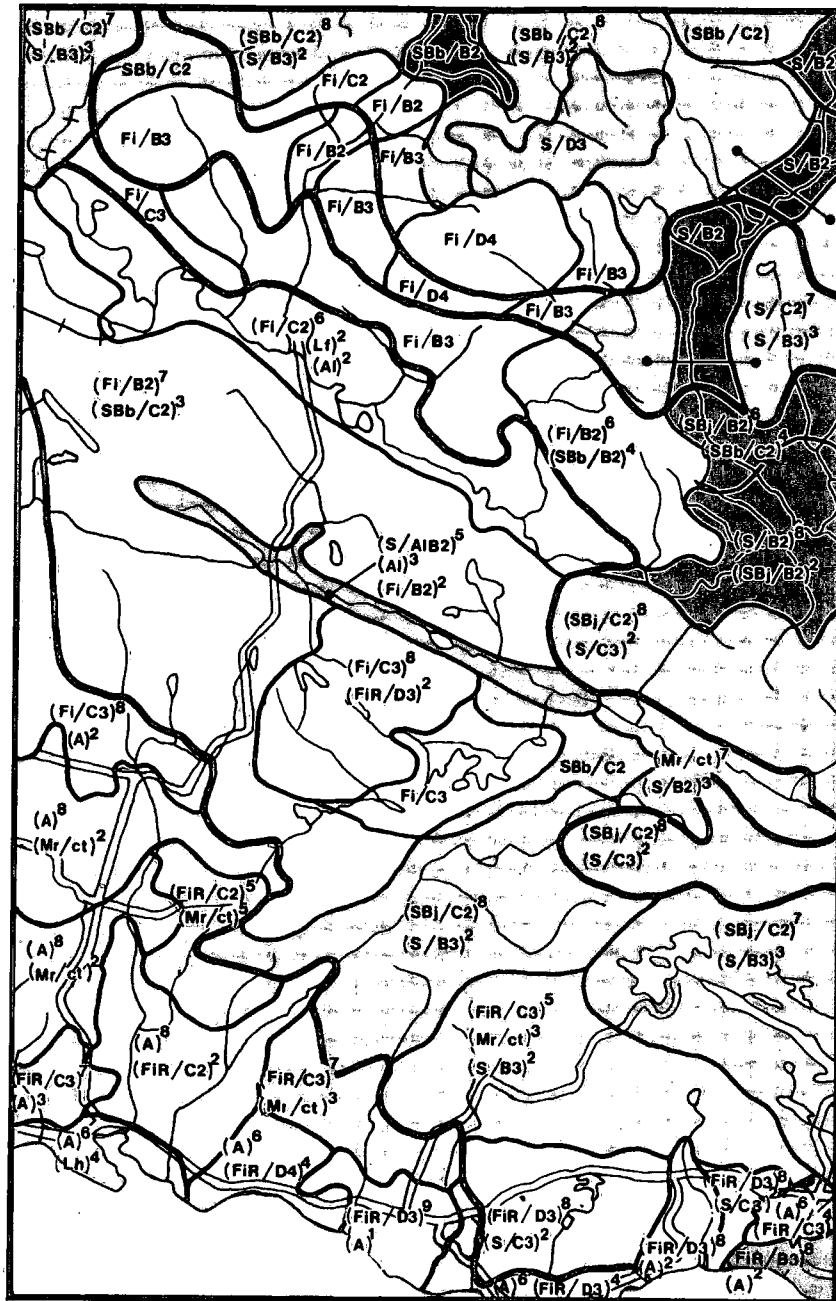 (SBb/C2)⁷
(S/B3)³
SBb/C2
(SBb/C2)⁸
(S/B3)²
SBb/B2
(SBb/C2)⁸
(S/B3)²
SBb/C2)
S/B2
Fi/C2
Fi/B2
Fi/B3
Fi/B2
Fi/B3
S/D3
S/B2
Fi/C3
Fi/B3
Fi/D4
Fi/B3
S/B2
Fi/D4
Fi/B3
(S/C2)⁷
(S/B3)³
(Fi/C2)⁶
(Lf)²
(Al)²
Fi/B3
(Fi/B2)⁷
(SBb/C2)³
(Fi/B2)⁶
(SBb/B2)⁴
(SBj/B2)⁶
(SBb/C2)⁴
(S/AlB2)⁵
(Al)³
(Fi/B2)²
(S/B2)⁸
(SBj/B2)²
(SBj/C2)⁸
(S/C3)²
(Fi/C3)⁸
(FiR/D3)²
(Fi/C3)⁸
(A)²
Fi/C3
SBb/C2
(Mr/ct)⁷
(S/B2)³
(A)⁸
(Mr/ct)²
(SBj/C2)⁸
(S/C3)²
(FiR/C2)⁵
(Mr/ct)⁵
(SBj/C2)⁸
(S/B3)²
(SBj/C2)⁷
(S/B3)³
(A)⁸
(Mr/ct)²
(A)⁸
(FiR/C2)²
(FiR/C3)⁵
(Mr/ct)³
(S/B3)²
(FiR/C3)⁷
(A)³
(FiR/C3)⁷
(Mr/ct)³
(A)⁶
(Lh)⁴
(A)⁶
(FiR/D4)⁴
(FiR/D3)⁹
(A)¹
(FiR/D3)⁸
(S/C3)²
(FiR/D3)⁸
(A)²
(FiR/D3)⁸
(S/C3)²
(A)⁶
(FiR/C3)⁴
(FiR/B3)⁸
(A)²
(A)⁶
(FiR/D3)⁴